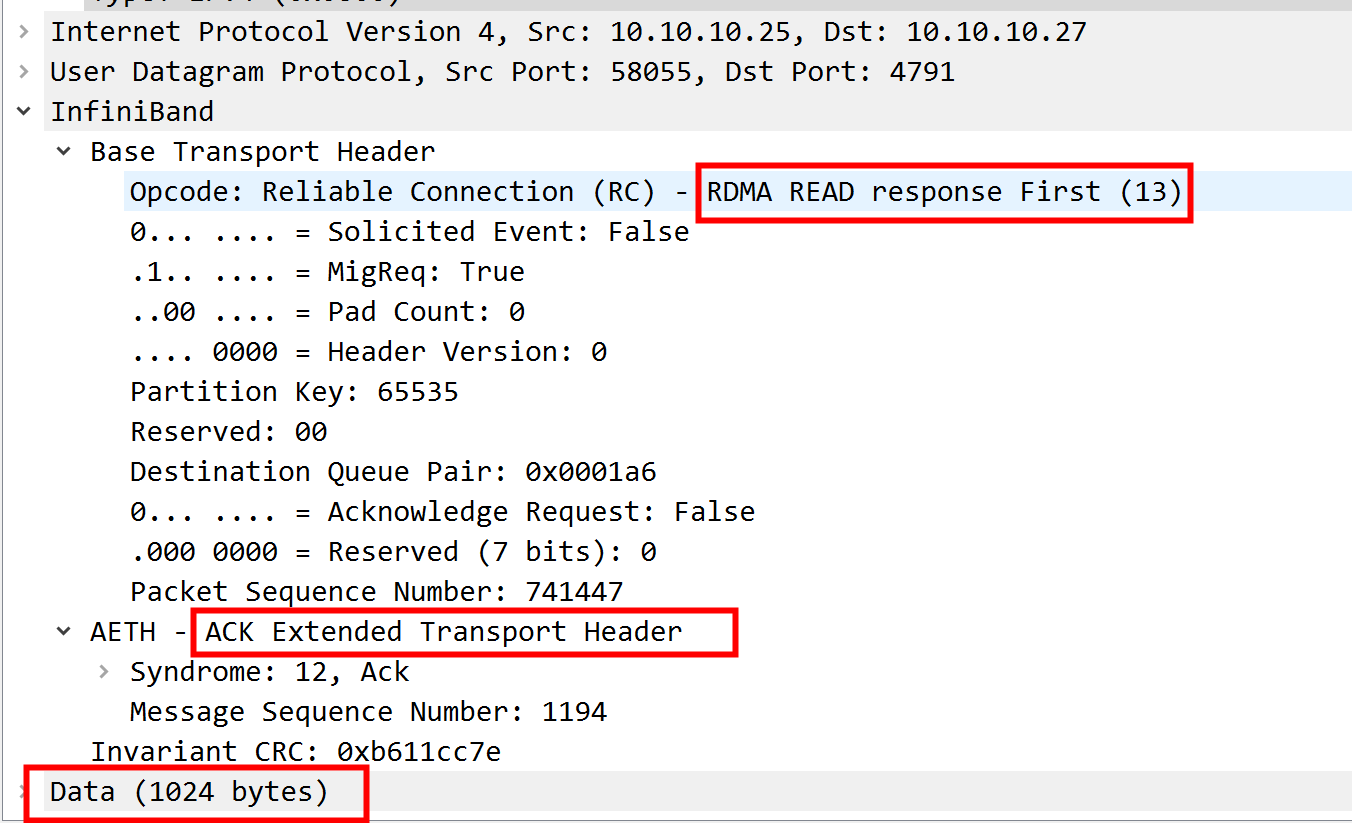 Internet Protocol Version 4, Src: 10.10.10.25, Dst: 10.10.10.27
User Datagram Protocol, Src Port: 58055, Dst Port: 4791
InfiniBand
Base Transport Header
Opcode: Reliable Connection (RC) - RDMA READ response First (13)
0... .... = Solicited Event: False
.1.. .... = MigReq: True
..00 .... = Pad Count: 0
.... 0000 = Header Version: 0
Partition Key: 65535
Reserved: 00
Destination Queue Pair: 0x0001a6
0... .... = Acknowledge Request: False
.000 0000 = Reserved (7 bits): 0
Packet Sequence Number: 741447
AETH - ACK Extended Transport Header
Syndrome: 12, Ack
Message Sequence Number: 1194
Invariant CRC: 0xb611cc7e
Data (1024 bytes)